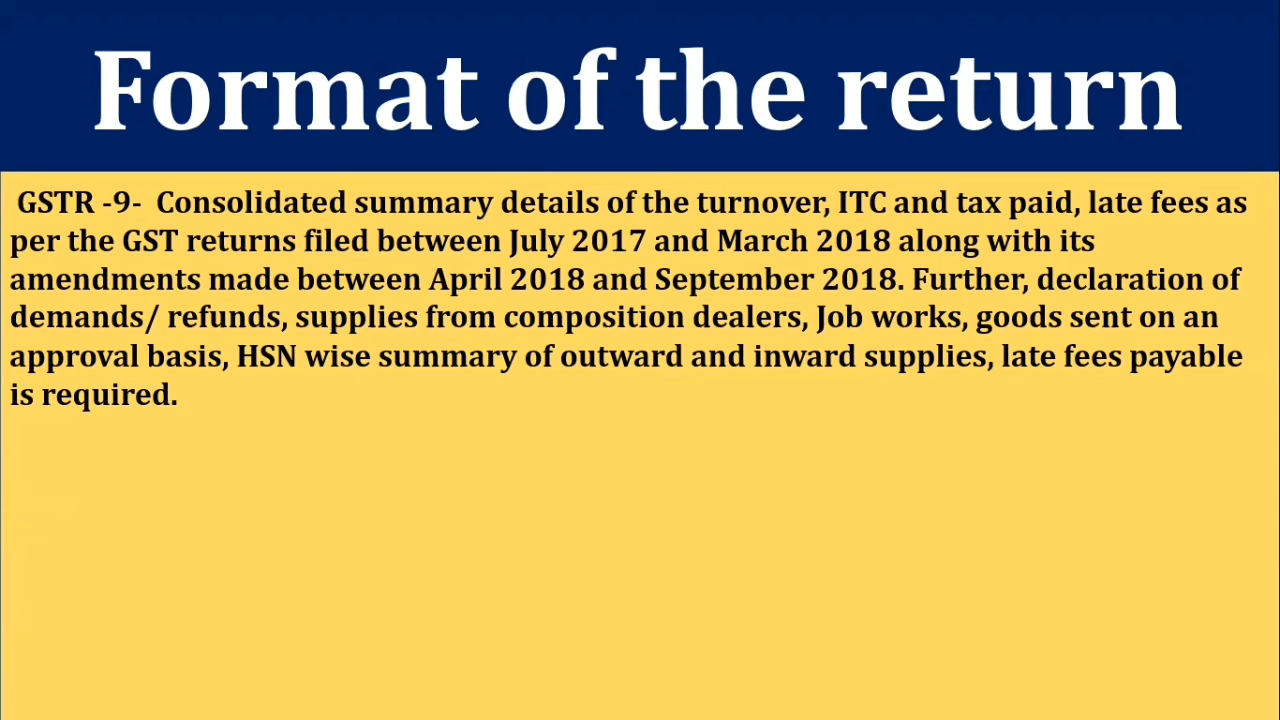 Format of the return
GSTR -9-  Consolidated summary details of the turnover, ITC and tax paid, late fees as
per the GST returns filed between July 2017 and March 2018 along with its
amendments made between April 2018 and September 2018. Further, declaration of
demands/ refunds, supplies from composition dealers, Job works, goods sent on an
approval basis, HSN wise summary of outward and inward supplies, late fees payable
is required.